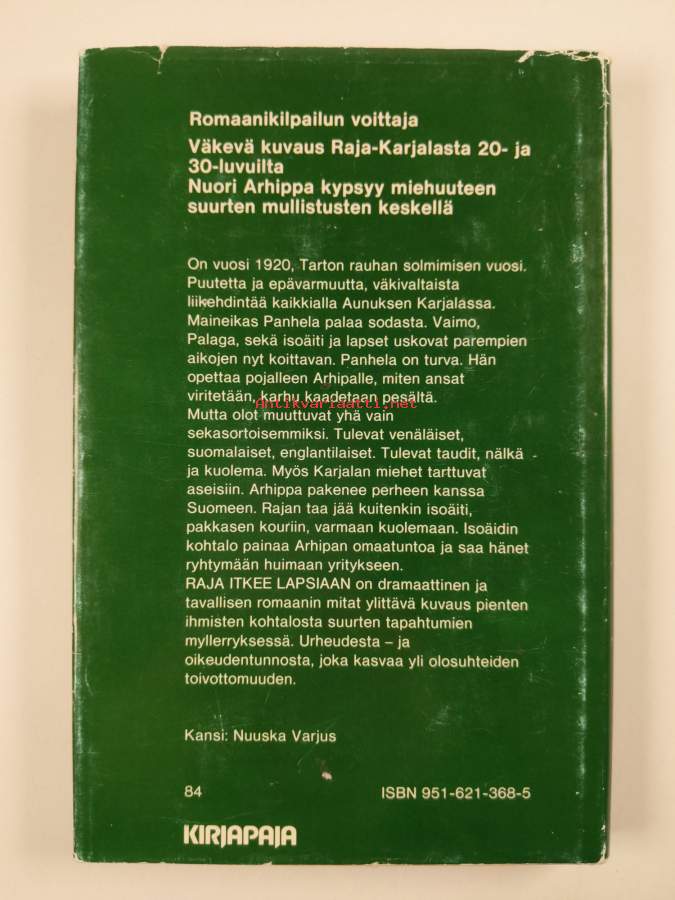 Romaanikilpailun voittaja
Väkevä kuvaus Raja-Karjalasta 20- ja
30-luvuilta
Nuori Arhippa kypsyy miehuuteen
suurten mullistusten keskellä
On vuosi 1920, Tarton rauhan solmimisen vuosi.
Puutetta ja epävarmuutta, väkivaltaista
liikehdintää kaikkialla Aunuksen Karjalassa.
Maineikas Panhela palaa sodasta. Vaimo,
Palaga, sekä isoäiti ja lapset uskovat parempien
aikojen nyt koittavan. Panhela on turva. Hän
opettaa pojalleen Arhipalle, miten ansat
viritetään, karhu kaadetaan pesältä.
Antikvariaatti.net
Mutta olot muuttuvat yhä vain
sekasortoisemmiksi. Tulevat venäläiset,
suomalaiset, englantilaiset. Tulevat taudit, nälkä
ja kuolema. Myös Karjalan miehet tarttuvat
aseisiin. Arhippa pakenee perheen kanssa
Suomeen. Rajan taa jää kuitenkin isoäiti,
pakkasen kouriin, varmaan kuolemaan. Isoäidin
kohtalo painaa Arhipan omaatuntoa ja saa hänet
ryhtymään huimaan yritykseen.
RAJA ITKEE LAPSIAAN on dramaattinen ja
tavallisen romaanin mitat ylittävä kuvaus pienten
ihmisten kohtalosta suurten tapahtumien
myllerryksessä. Urheudesta – ja
oikeudentunnosta, joka kasvaa yli olosuhteiden
toivottomuuden.
Kansi: Nuuska Varjus
84 ISBN 951-621-368-5
KIRJAPAJA